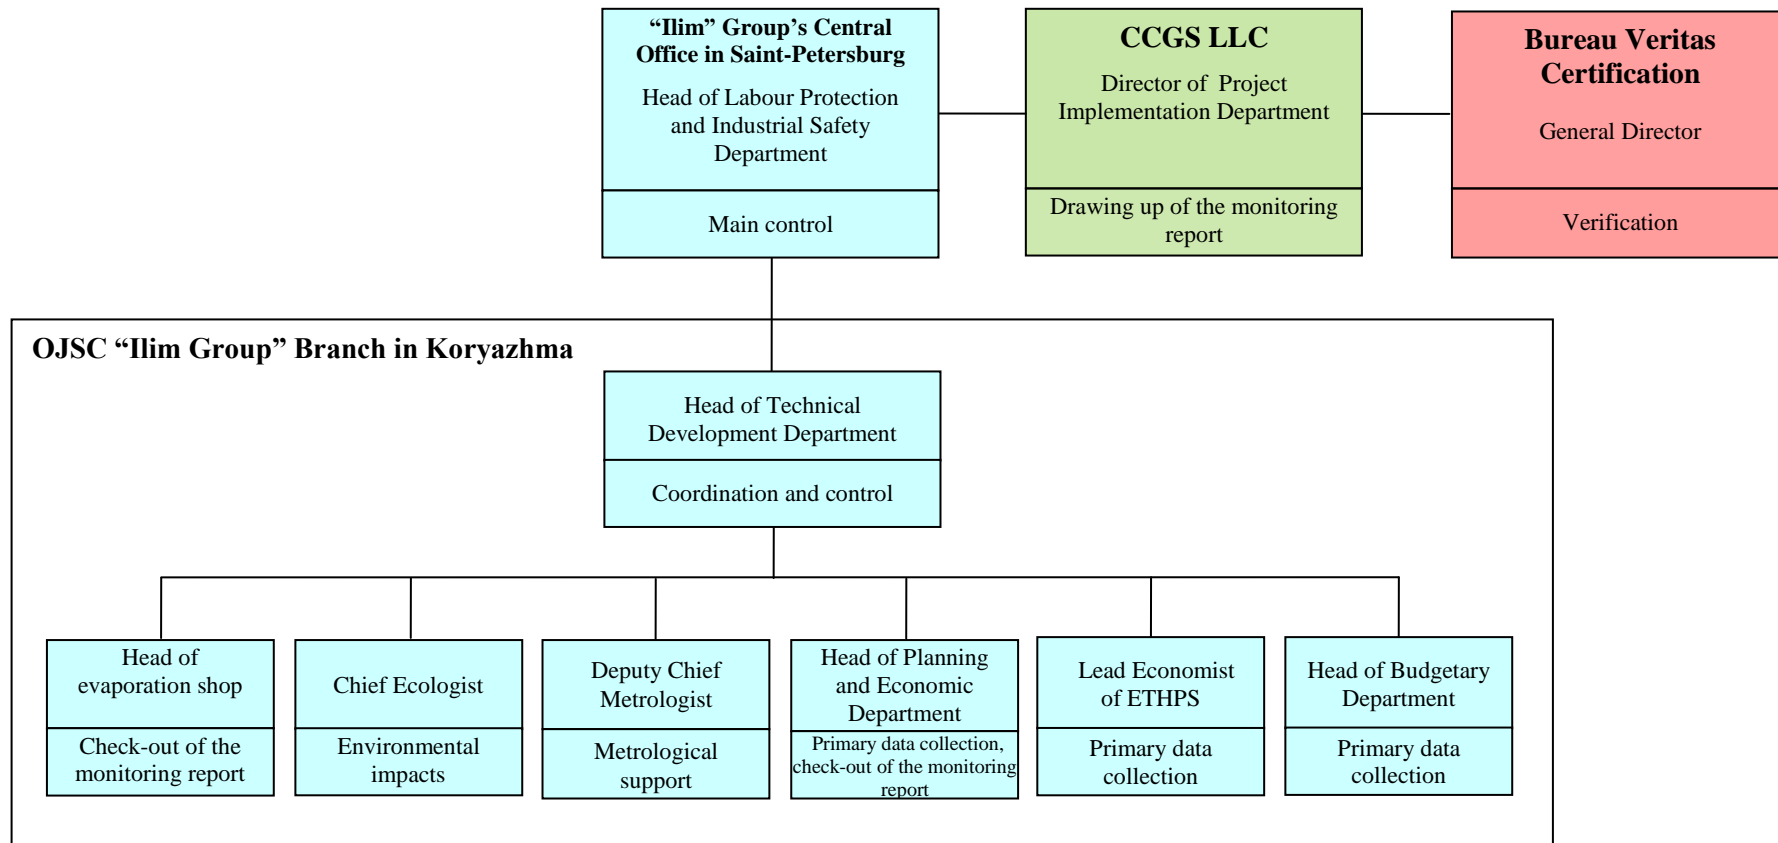 “Ilim” Group’s Central
Office in Saint-Petersburg
Head of Labour Protection
and Industrial Safety
Department
Main control
CCGS LLC
Director of Project
Implementation Department
Drawing up of the monitoring
report
Bureau Veritas
Certification
General Director
Verification
OJSC “Ilim Group” Branch in Koryazhma
Head of Technical
Development Department
Coordination and control
Head of
evaporation shop
Check-out of the
monitoring report
Chief Ecologist
Environmental
impacts
Deputy Chief
Metrologist
Metrological
support
Head of Planning
and Economic
Department
Primary data collection,
check-out of the monitoring
report
Lead Economist
of ETHPS
Primary data
collection
Head of Budgetary
Department
Primary data
collection